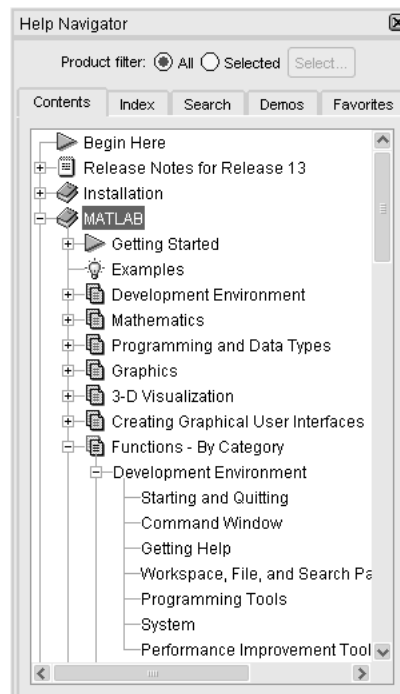 Help Navigator
Product filter: All Selected Select...
Contents Index Search Demos Favorites
Begin Here
Release Notes for Release 13
Installation
MATLAB
Getting Started
Examples
Development Environment
Mathematics
Programming and Data Types
Graphics
3-D Visualization
Creating Graphical User Interfaces
Functions - By Category
Development Environment
Starting and Quitting
Command Window
Getting Help
Workspace, File, and Search Pa
Programming Tools
System
Performance Improvement Tool